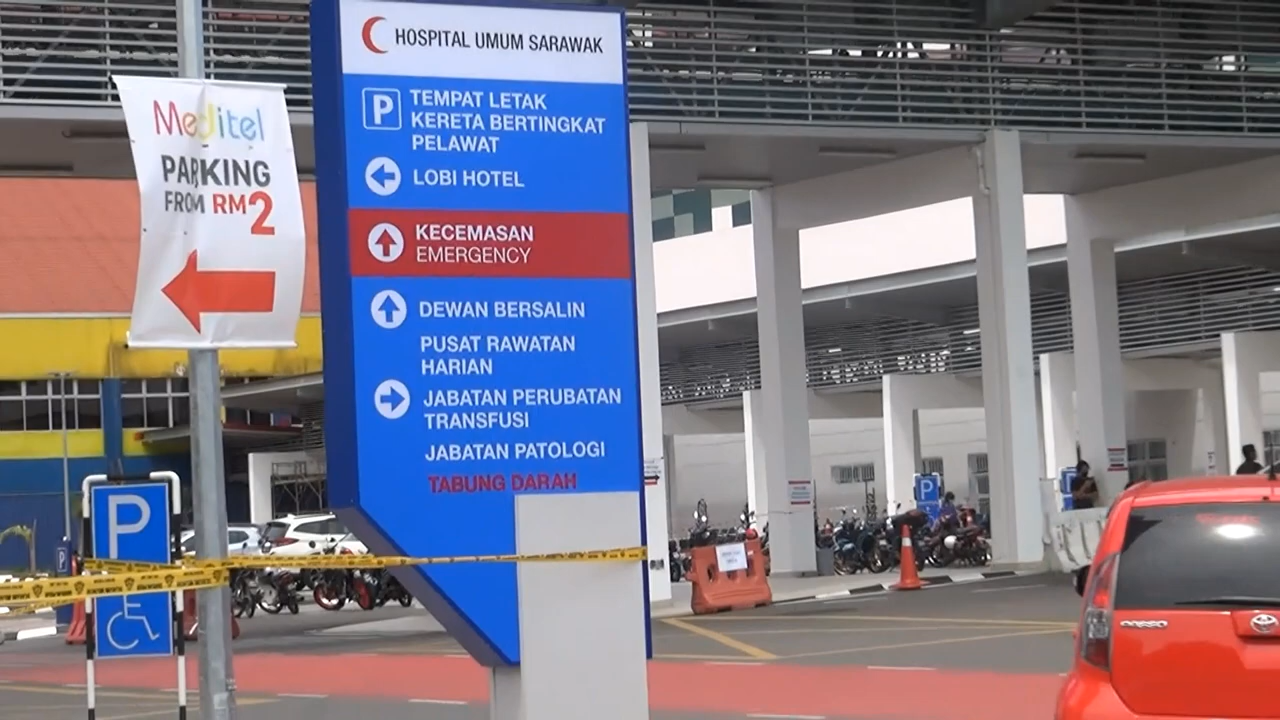 Meditel
PARKING
FROM RM2
HOSPITAL UMUM SARAWAK
P
TEMPAT LETAK
KERETA BERTINGKAT
PELAWAT
LOBI HOTEL
KECEMASAN
EMERGENCY
DEWAN BERSALIN
PUSAT RAWATAN
HARIAN
JABATAN PERUBATAN
TRANSFUSI
JABATAN PATOLOGI
TABUNG DARAH
P
P
P